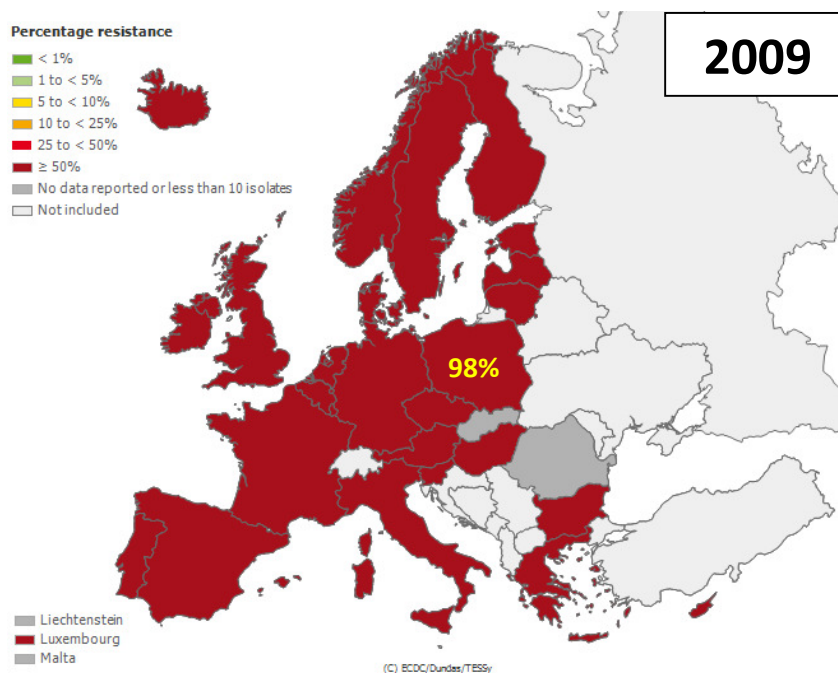 Percentage resistance
2009
< 1%
1 to < 5%
5 to < 10%
10 to < 25%
25 to < 50%
≥ 50%
No data reported or less than 10 isolates
Not included
98%
Liechtenstein
Luxembourg
Malta
(C) ECDC/Dundas/TESSy